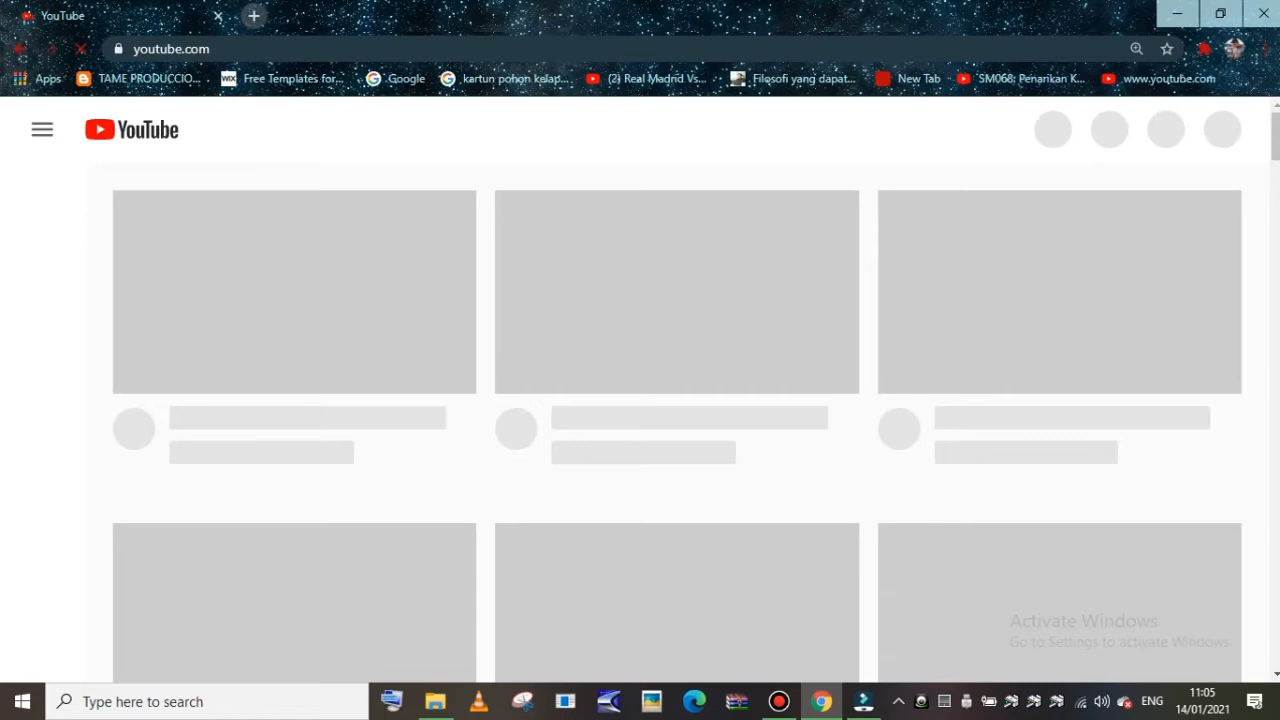 YouTube
youtube.com
Apps TAME PRODUCCIO... WIX Free Templates for... Google kartun pohon kelap... (2) Real Madrid Vs... Filosofi yang dapat... New Tab SM068: Penarikan K... www.youtube.com
YouTube
Activate Windows
Go to Settings to activate Windows
Type here to search
ENG
11:05
14/01/2021